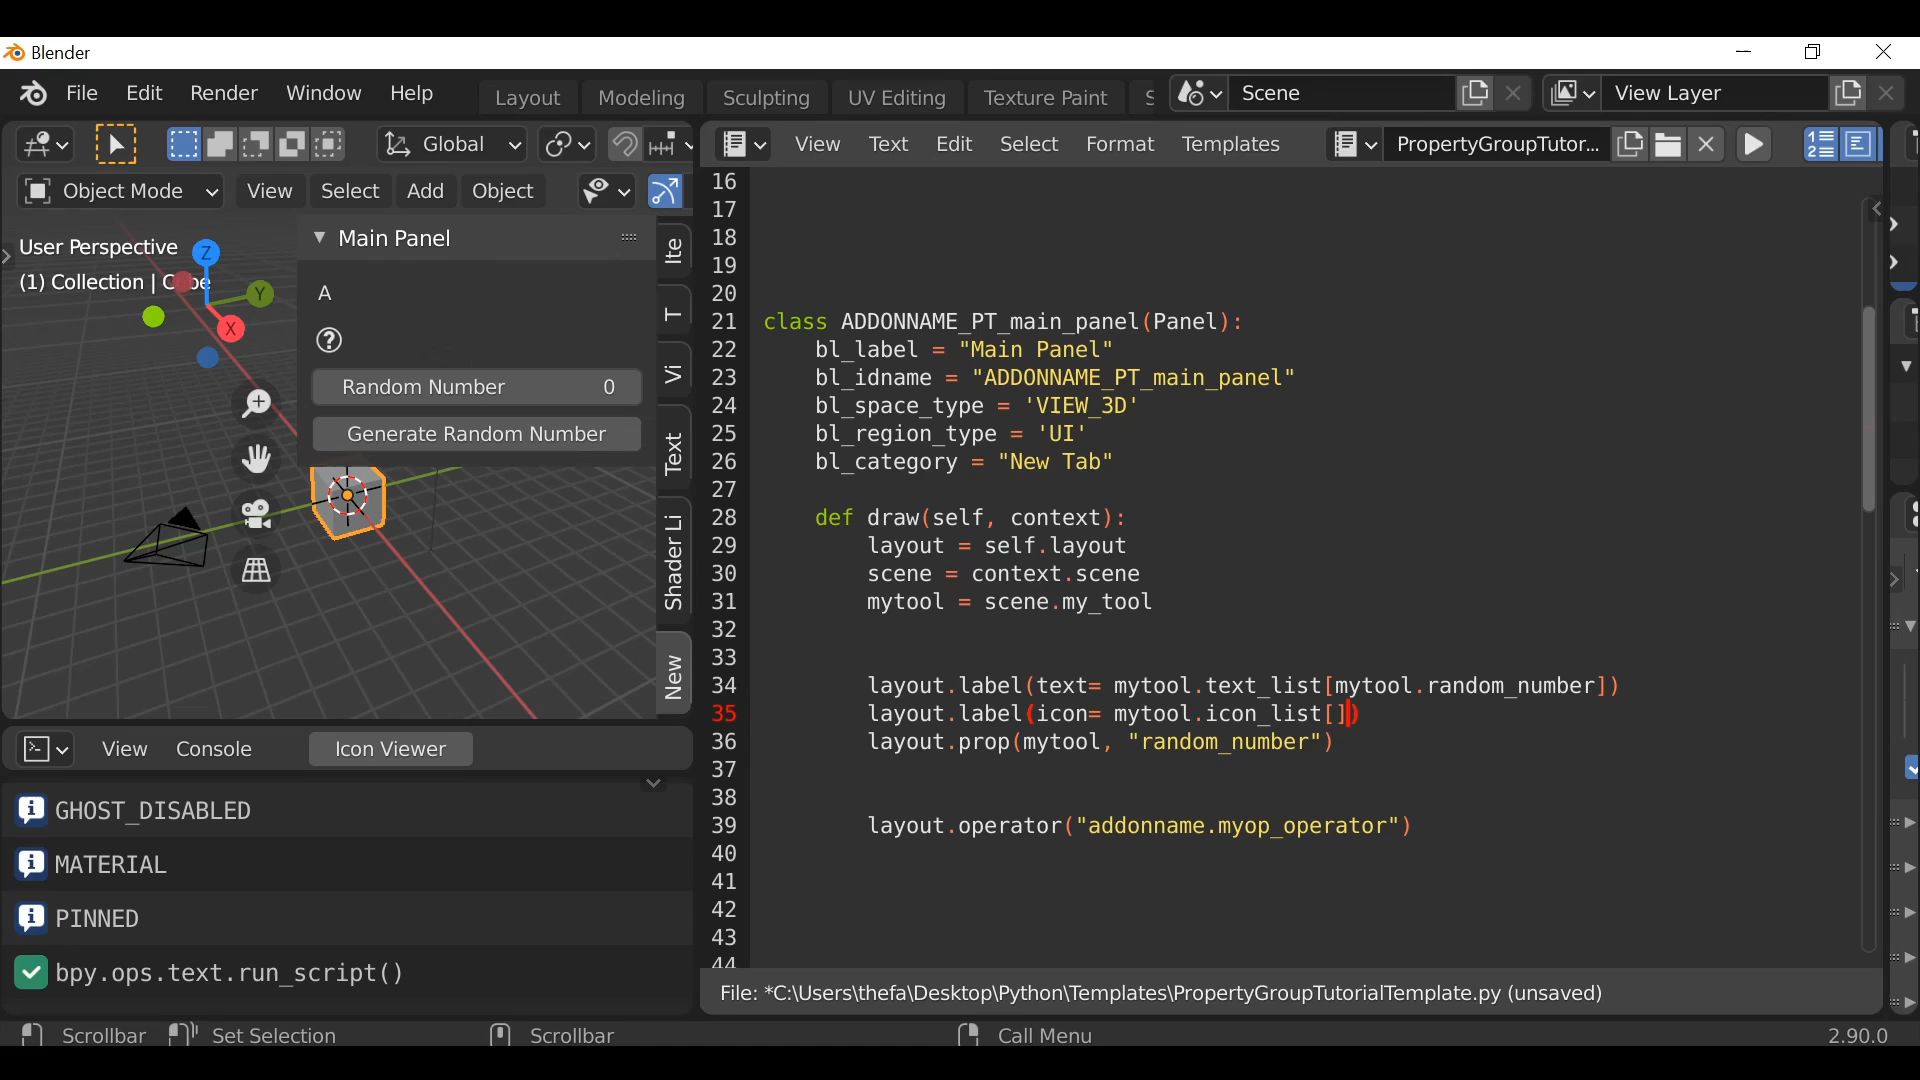 Blender
File Edit Render Window Help Layout Modeling Sculpting UV Editing Texture Paint S Scene View Layer
Global View Text Edit Select Format Templates PropertyGroupTutor...
Object Mode View Select Add Object
User Perspective
(1) Collection | Cube
Z
Y
X
Main Panel
A
Random Number 0
Generate Random Number
Ite
T
Vi
Text
Shader Li
New
16
17
18
19
20
21 class ADDONNAME_PT_main_panel(Panel):
22 bl_label = "Main Panel"
23 bl_idname = "ADDONNAME_PT_main_panel"
24 bl_space_type = 'VIEW_3D'
25 bl_region_type = 'UI'
26 bl_category = "New Tab"
27
28 def draw(self, context):
29 layout = self.layout
30 scene = context.scene
31 mytool = scene.my_tool
32
33
34 layout.label(text= mytool.text_list[mytool.random_number])
35 layout.label(icon= mytool.icon_list[])
36 layout.prop(mytool, "random_number")
37
38
39 layout.operator("addonname.myop_operator")
40
41
42
43
44
View Console Icon Viewer
GHOST_DISABLED
MATERIAL
PINNED
bpy.ops.text.run_script()
File: *C:\Users\thefa\Desktop\Python\Templates\PropertyGroupTutorialTemplate.py (unsaved)
Scrollbar Set Selection Scrollbar Call Menu 2.90.0